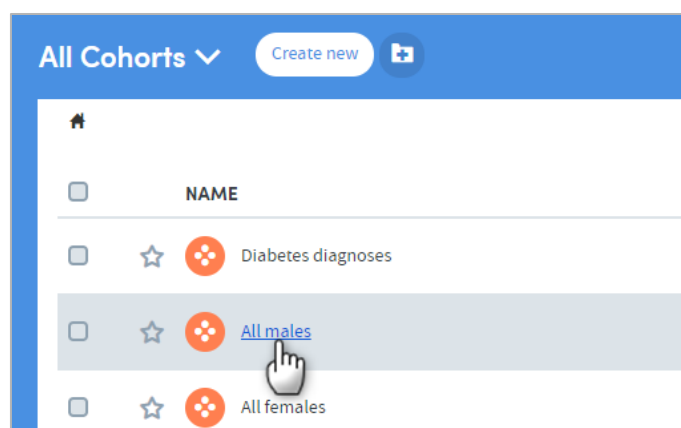 All Cohorts Create new
NAME
Diabetes diagnoses
All males
All females